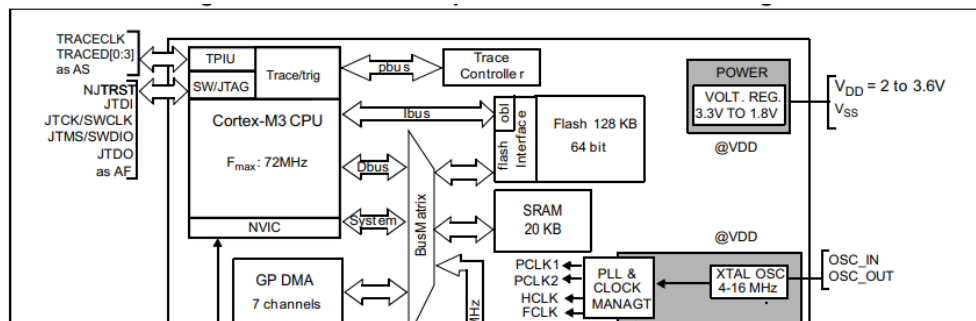 TRACECLK
TRACED[0:3]
as AS
NJTRST
JTDI
JTCK/SWCLK
JTMS/SWDIO
JTDO
as AF
TPIU
SW/JTAG
Trace/trig
Cortex-M3 CPU
Fmax: 72MHz
NVIC
GP DMA
7 channels
pbus
Ibus
Dbus
System
BusMatrix
Trace
Controller
obl
flash
Interface
Flash 128 KB
64 bit
SRAM
20 KB
PCLK1
PCLK2
HCLK
FCLK
PLL &
CLOCK
MANAGT
POWER
VOLT. REG.
3.3V TO 1.8V
@VDD
VDD = 2 to 3.6V
VSS
@VDD
XTAL OSC
4-16 MHz
OSC_IN
OSC_OUT